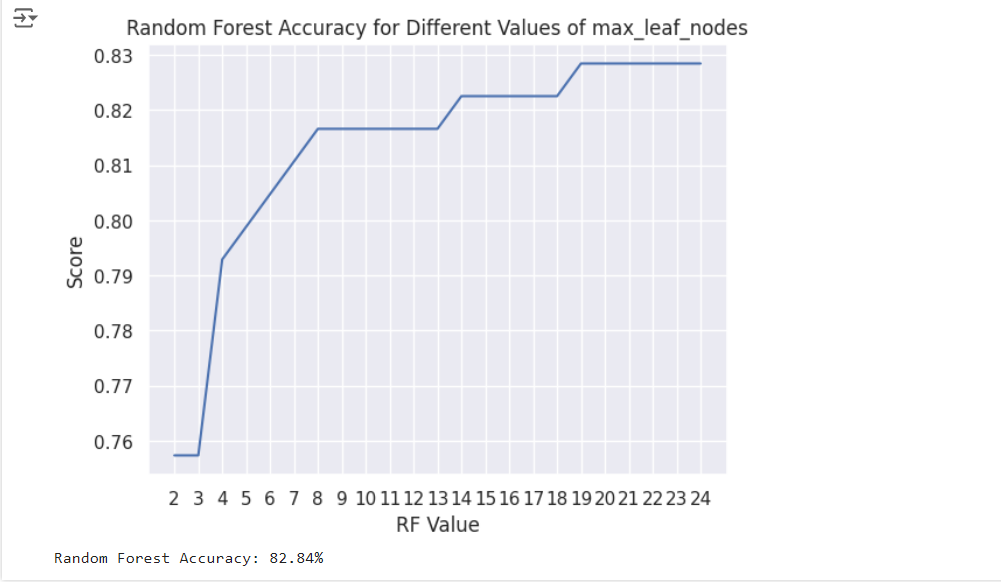 Random Forest Accuracy for Different Values of max_leaf_nodes
0.83
0.82
0.81
0.80
0.79
0.78
0.77
0.76
Score
2 3 4 5 6 7 8 9 10 11 12 13 14 15 16 17 18 19 20 21 22 23 24
RF Value
Random Forest Accuracy: 82.84%